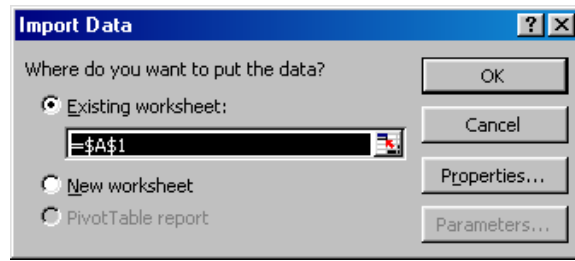 Import Data
Where do you want to put the data?
Existing worksheet:
=$A$1
New worksheet
PivotTable report
OK
Cancel
Properties...
Parameters...